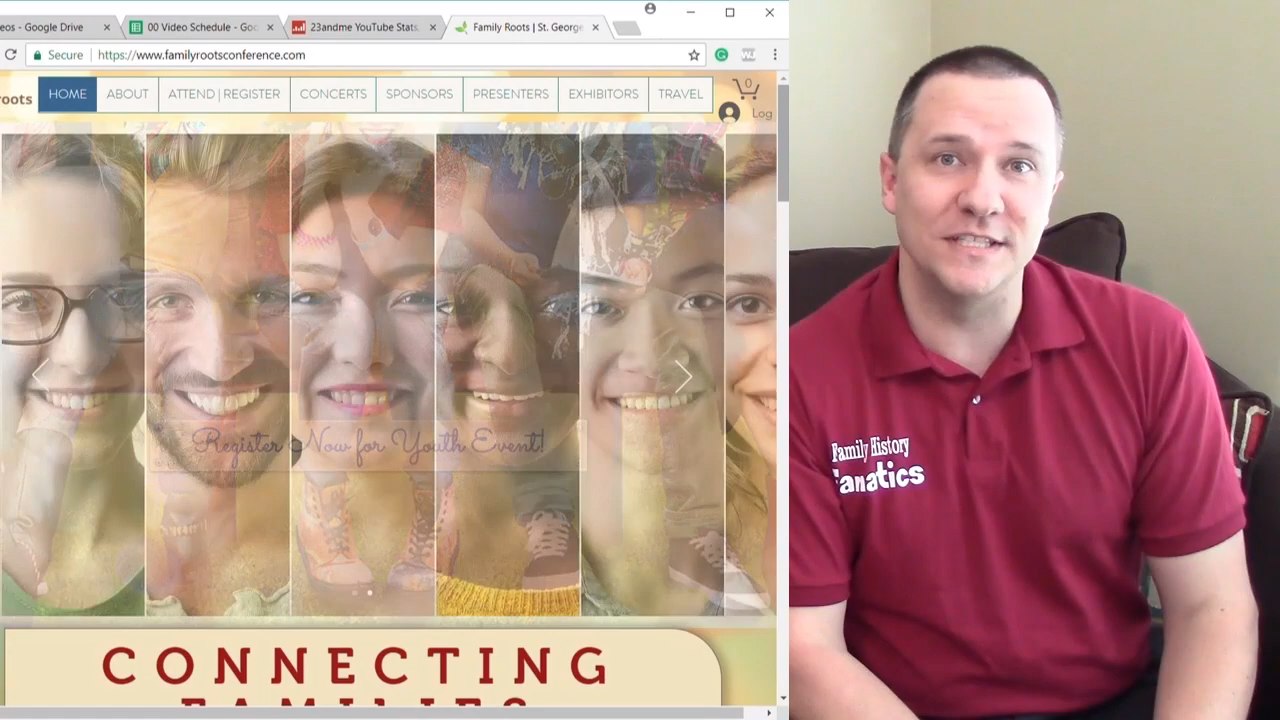 eos - Google Drive
00 Video Schedule - Goo
23andme YouTube Stats,
Family Roots | St. George
Secure
https://www.familyrootsconference.com
roots
HOME
ABOUT
ATTEND | REGISTER
CONCERTS
SPONSORS
PRESENTERS
EXHIBITORS
TRAVEL
0
Log
Register Now for Youth Event!
CONNECTING
FAMILIES
Family History
Fanatics